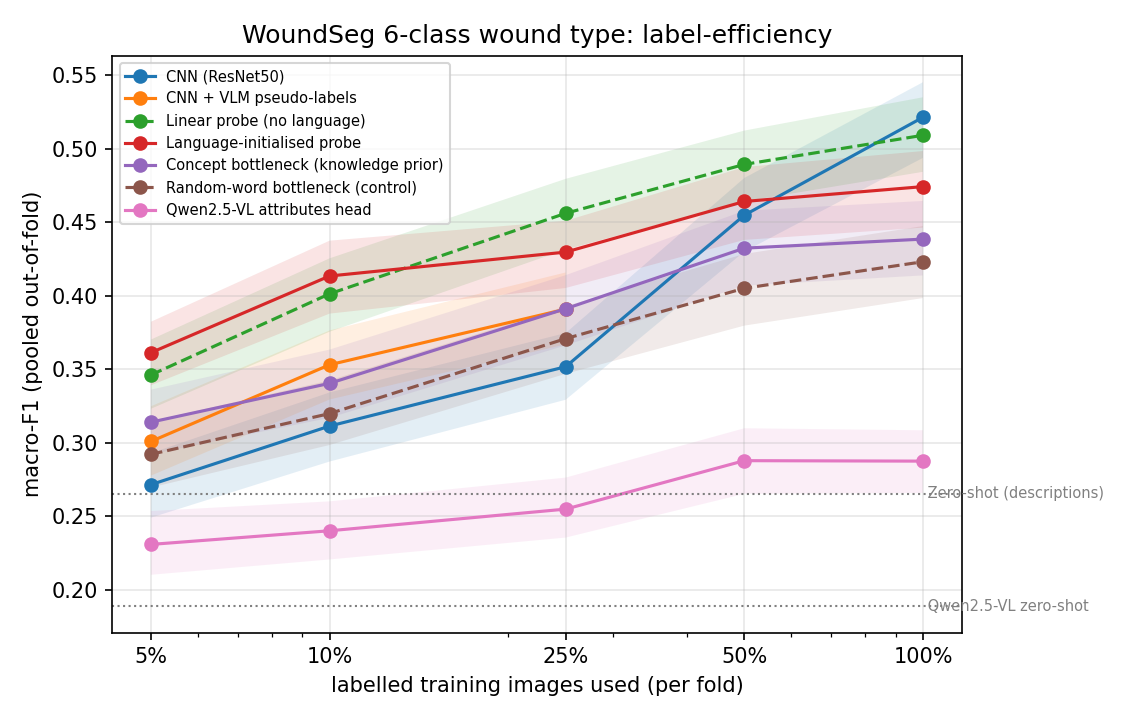 WoundSeg 6-class wound type: label-efficiency
CNN (ResNet50)
CNN + VLM pseudo-labels
Linear probe (no language)
Language-initialised probe
Concept bottleneck (knowledge prior)
Random-word bottleneck (control)
Qwen2.5-VL attributes head
macro-F1 (pooled out-of-fold)
0.55
0.50
0.45
0.40
0.35
0.30
0.25
0.20
Zero-shot (descriptions)
Qwen2.5-VL zero-shot
5% 10% 25% 50% 100%
labelled training images used (per fold)